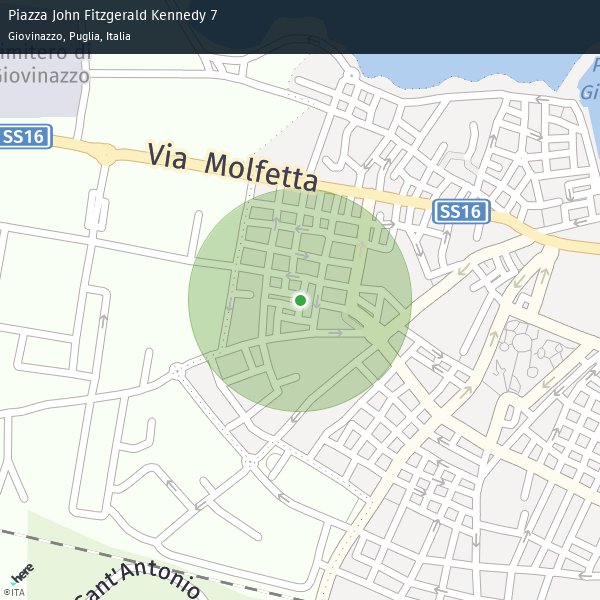 Piazza John Fitzgerald Kennedy 7
Giovinazzo, Puglia, Italia
imitero di
Giovinazzo
P
Gi
SS16
Via Molfetta
SS16
Sant'Antonio
here
©ITA